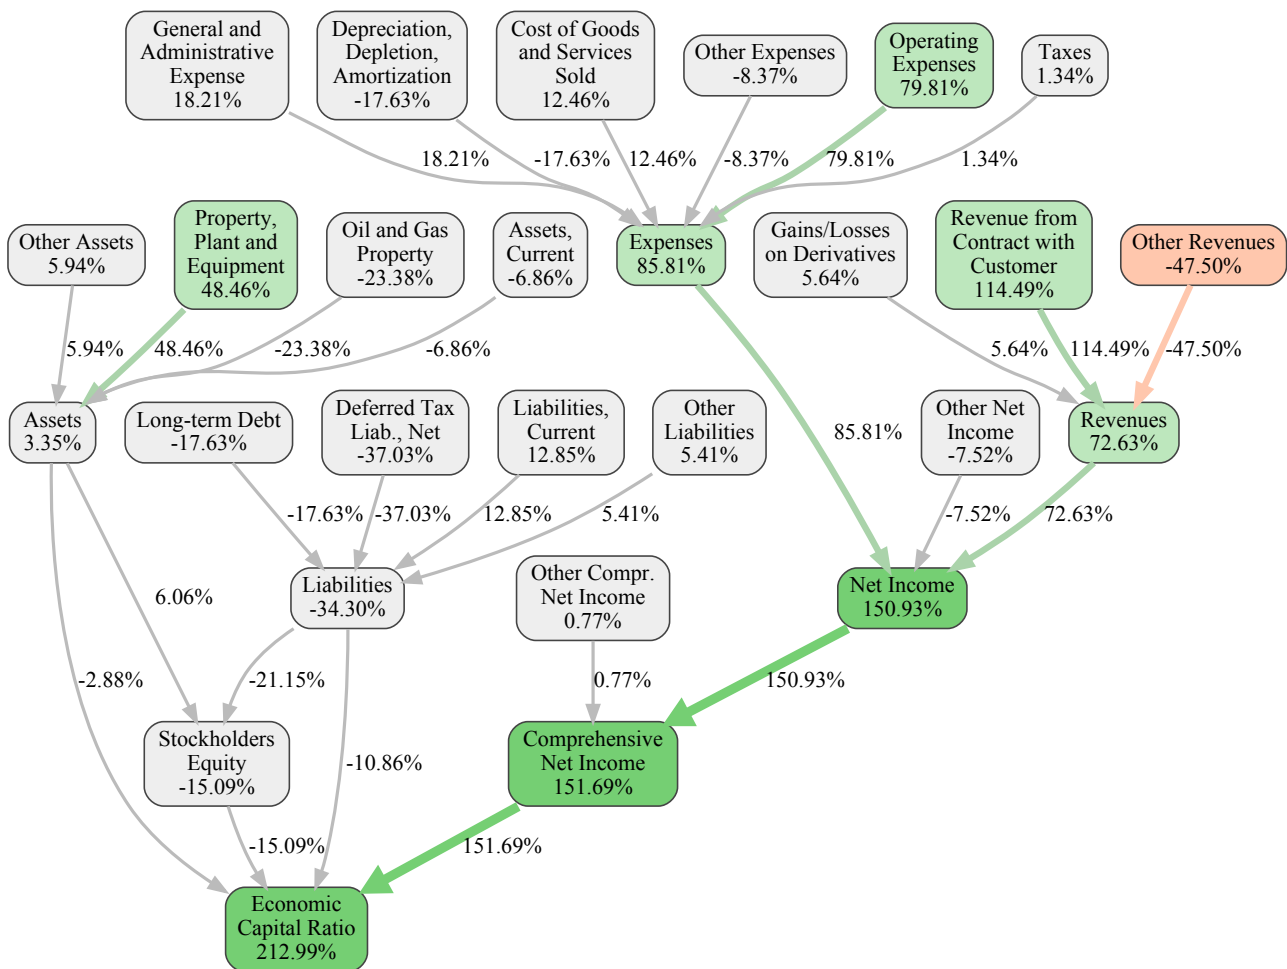 General and
Administrative
Expense
18.21%
Depreciation,
Depletion,
Amortization
-17.63%
Cost of Goods
and Services
Sold
12.46%
Other Expenses
-8.37%
Operating
Expenses
79.81%
Taxes
1.34%
18.21%
-17.63%
12.46%
-8.37%
79.81%
1.34%
Other Assets
5.94%
Property,
Plant and
Equipment
48.46%
Oil and Gas
Property
-23.38%
Assets,
Current
-6.86%
Expenses
85.81%
Gains/Losses
on Derivatives
5.64%
Revenue from
Contract with
Customer
114.49%
Other Revenues
-47.50%
5.94%
48.46%
-23.38%
-6.86%
5.64%
114.49%
-47.50%
Assets
3.35%
Long-term Debt
-17.63%
Deferred Tax
Liab., Net
-37.03%
Liabilities,
Current
12.85%
Other
Liabilities
5.41%
85.81%
Other Net
Income
-7.52%
Revenues
72.63%
-17.63%
-37.03%
12.85%
5.41%
-7.52%
72.63%
6.06%
Liabilities
-34.30%
Other Compr.
Net Income
0.77%
Net Income
150.93%
-2.88%
-21.15%
0.77%
150.93%
Stockholders
Equity
-15.09%
-10.86%
Comprehensive
Net Income
151.69%
-15.09%
151.69%
Economic
Capital Ratio
212.99%